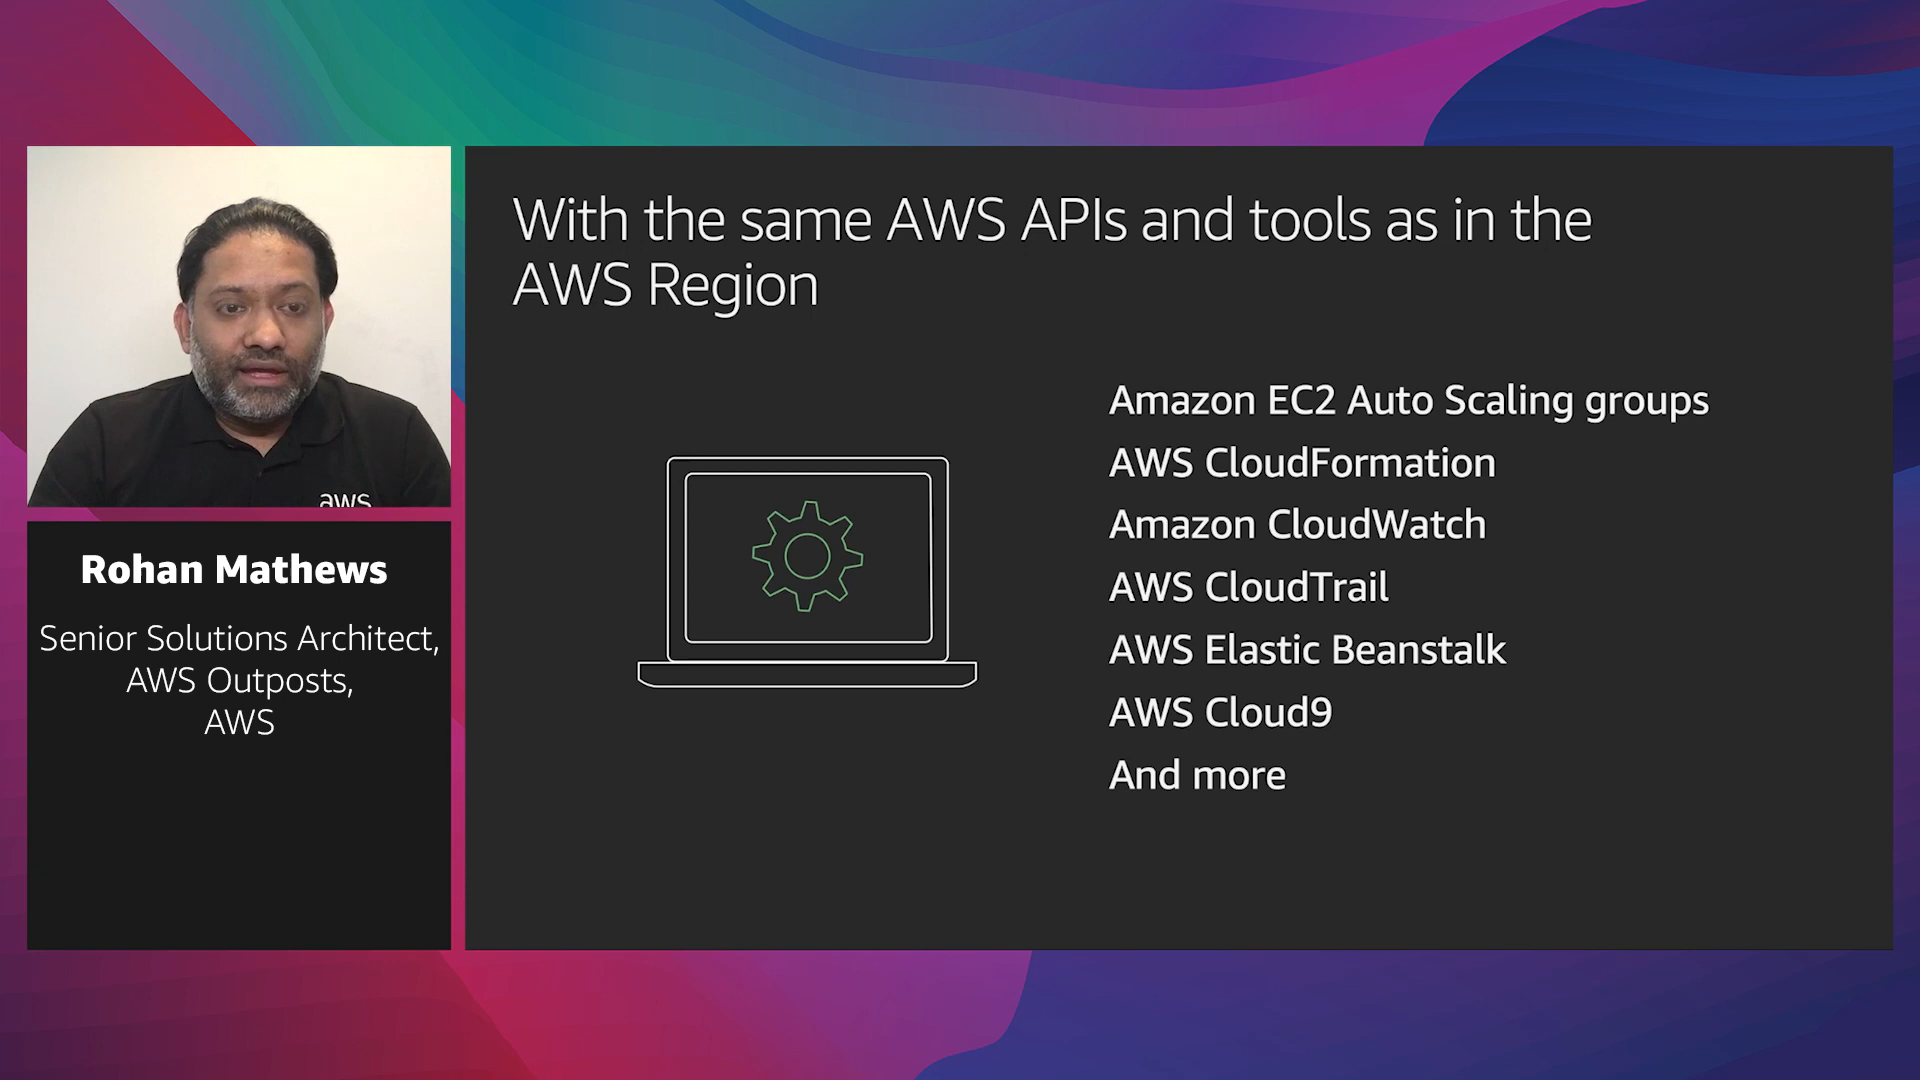 aws
Rohan Mathews
Senior Solutions Architect,
AWS Outposts,
AWS
With the same AWS APIs and tools as in the
AWS Region
Amazon EC2 Auto Scaling groups
AWS CloudFormation
Amazon CloudWatch
AWS CloudTrail
AWS Elastic Beanstalk
AWS Cloud9
And more